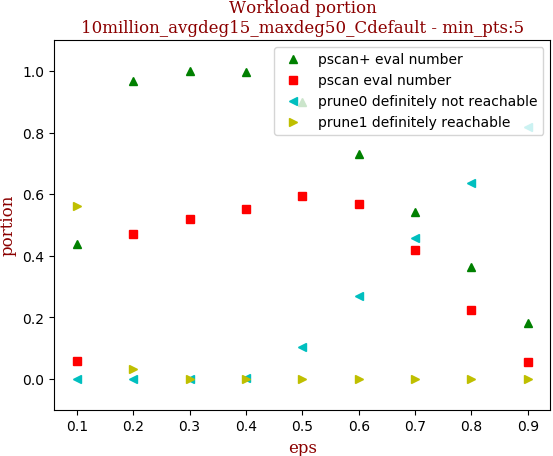 Workload portion
10million_avgdeg15_maxdeg50_Cdefault - min_pts:5
pscan+ eval number
pscan eval number
prune0 definitely not reachable
prune1 definitely reachable
portion
1.0
0.8
0.6
0.4
0.2
0.0
0.1 0.2 0.3 0.4 0.5 0.6 0.7 0.8 0.9
eps